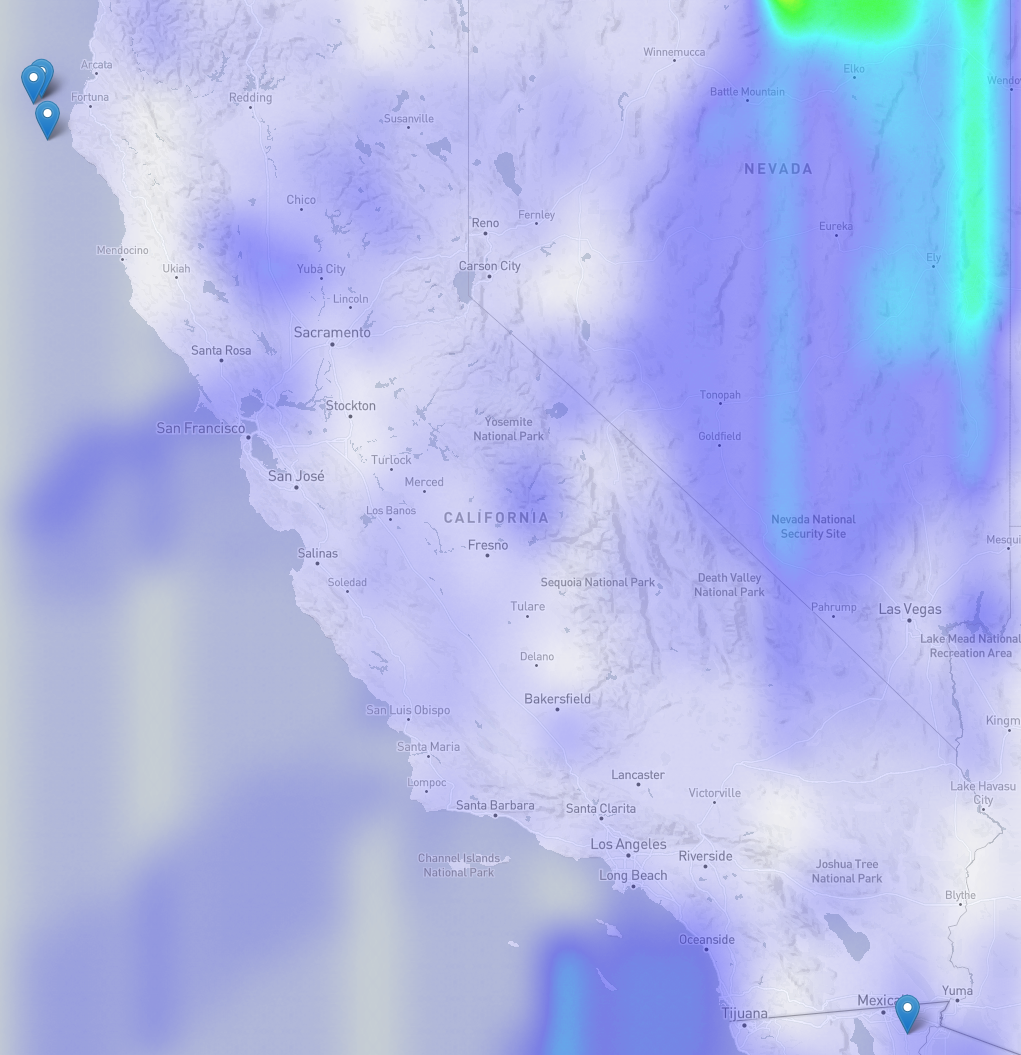 Winnemucca
Arcata
Elko
Wendo
Fortuna
Redding
Battle Mountain
Susanville
NEVADA
Chico
Fernley
Reno
Eureka
Mendocino
Ely
Ukiah
Yuba City
Carson City
Lincoln
Sacramento
Santa Rosa
Tonopah
Stockton
Yosemite
National Park
San Francisco
Goldfield
Turlock
San José
Merced
Los Banos
CALIFORNIA
Nevada National
Security Site
Fresno
Mesqui
Salinas
Soledad
Sequoia National Park
Death Valley
National Park
Tulare
Pahrump
Las Vegas
Lake Mead National
Recreation Area
Delano
Bakersfield
San Luis Obispo
Kingm
Santa Maria
Lancaster
Lompoc
Victorville
Lake Havasu
City
Santa Barbara
Santa Clarita
Los Angeles
Riverside
Channel Islands
National Park
Long Beach
Joshua Tree
National Park
Blythe
Oceanside
Yuma
Mexica
Tijuana